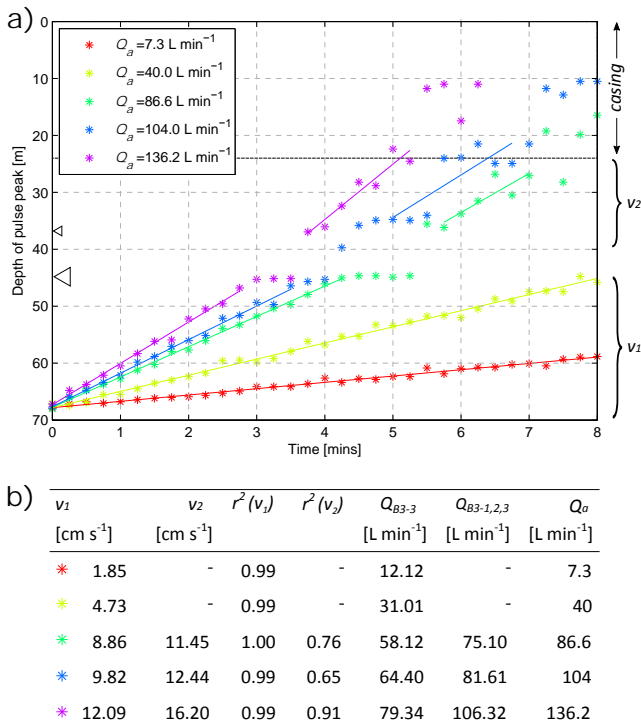 a)
0
10
20
30
40
50
60
70
Depth of pulse peak [m]
0 1 2 3 4 5 6 7 8
Time [mins]
Qa =7.3 L min−1
Qa =40.0 L min−1
Qa =86.6 L min−1
Qa =104.0 L min−1
Qa =136.2 L min−1
casing
v2
v1
b)
v1 v2 r2 (v1) r2 (v2) QB3-3 QB3-1,2,3 Qa
[cm s-1] [cm s-1] [L min-1] [L min-1] [L min-1]
1.85 - 0.99 - 12.12 - 7.3
4.73 - 0.99 - 31.01 - 40
8.86 11.45 1.00 0.76 58.12 75.10 86.6
9.82 12.44 0.99 0.65 64.40 81.61 104
12.09 16.20 0.99 0.91 79.34 106.32 136.2